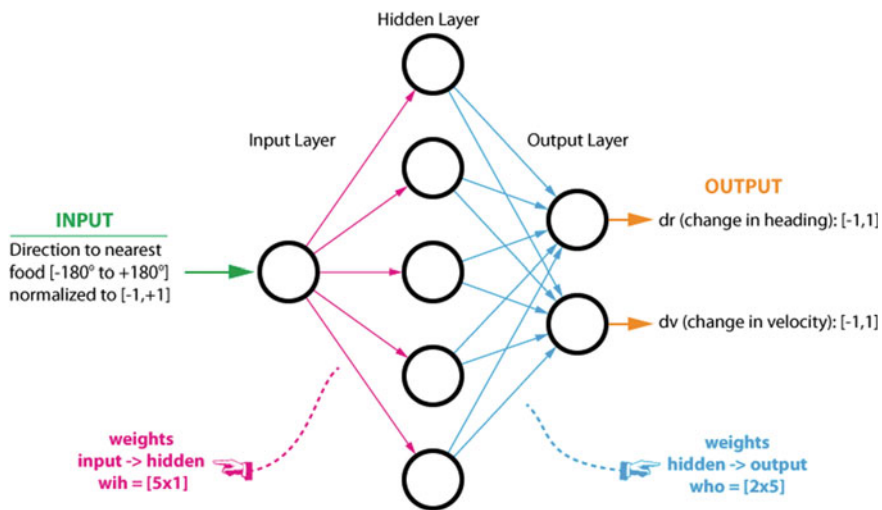 Hidden Layer
Input Layer
Output Layer
INPUT
Direction to nearest
food [-180° to +180°]
normalized to [-1,+1]
OUTPUT
dr (change in heading): [-1,1]
dv (change in velocity): [-1,1]
weights
input -> hidden
wih = [5x1]
weights
hidden -> output
who = [2x5]